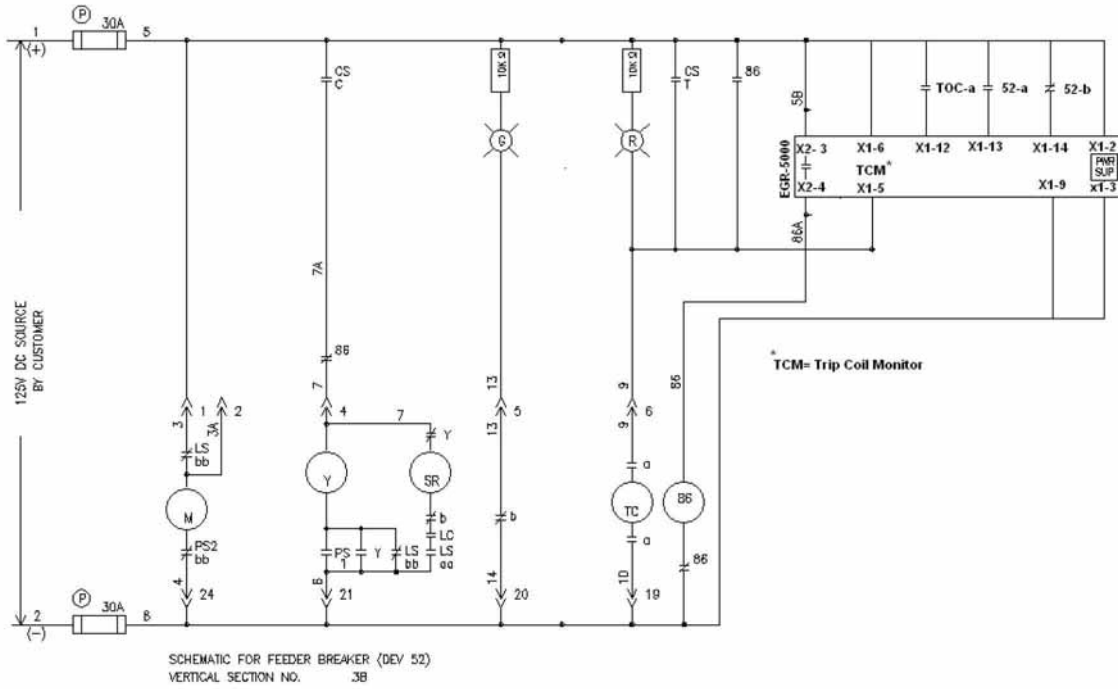 P
30A
1
(+)
5
CS
C
10K Ω
G
10K Ω
R
CS
T
86
5B
TOC-a
52-a
52-b
EGR-5000
X2- 3
X1-6
X1-12
X1-13
X1-14
X1-2
TCM*
PWR
SUP
X2-4
X1-5
X1-9
x1-3
86A
7A
86
7
125V DC SOURCE
BY CUSTOMER
*TCM= Trip Coil Monitor
13
9
86
3
1
2
3A
4
7
5
13
6
9
LS
bb
Y
a
M
Y
SR
b
TC
86
PS2
bb
PS
1
Y
LS
bb
b
LC
LS
aa
a
86
4
24
6
21
14
20
10
19
P
30A
2
(-)
8
SCHEMATIC FOR FEEDER BREAKER (DEV 52)
VERTICAL SECTION NO. 3B